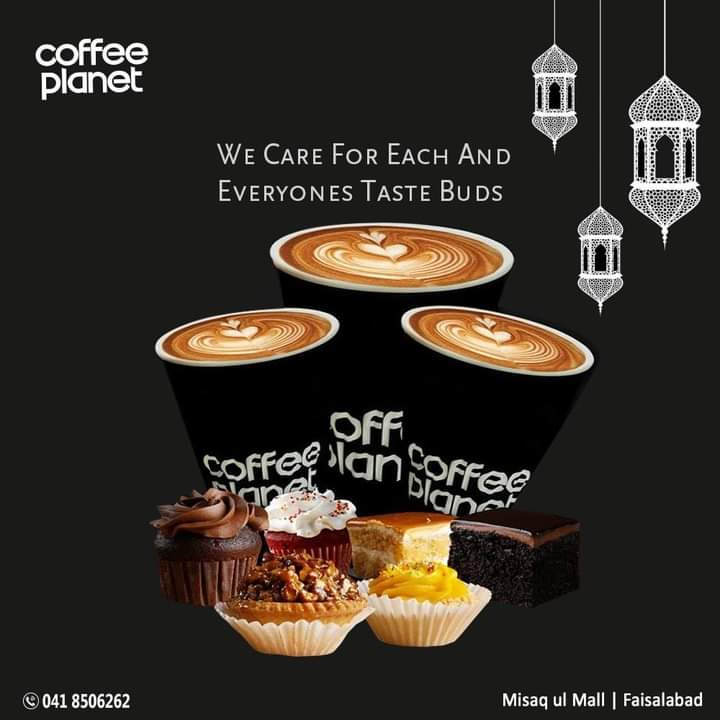 coffee
planet
We Care For Each And
Everyones Taste Buds
coffee
planet
coffee
planet
041 8506262
Misaq ul Mall | Faisalabad